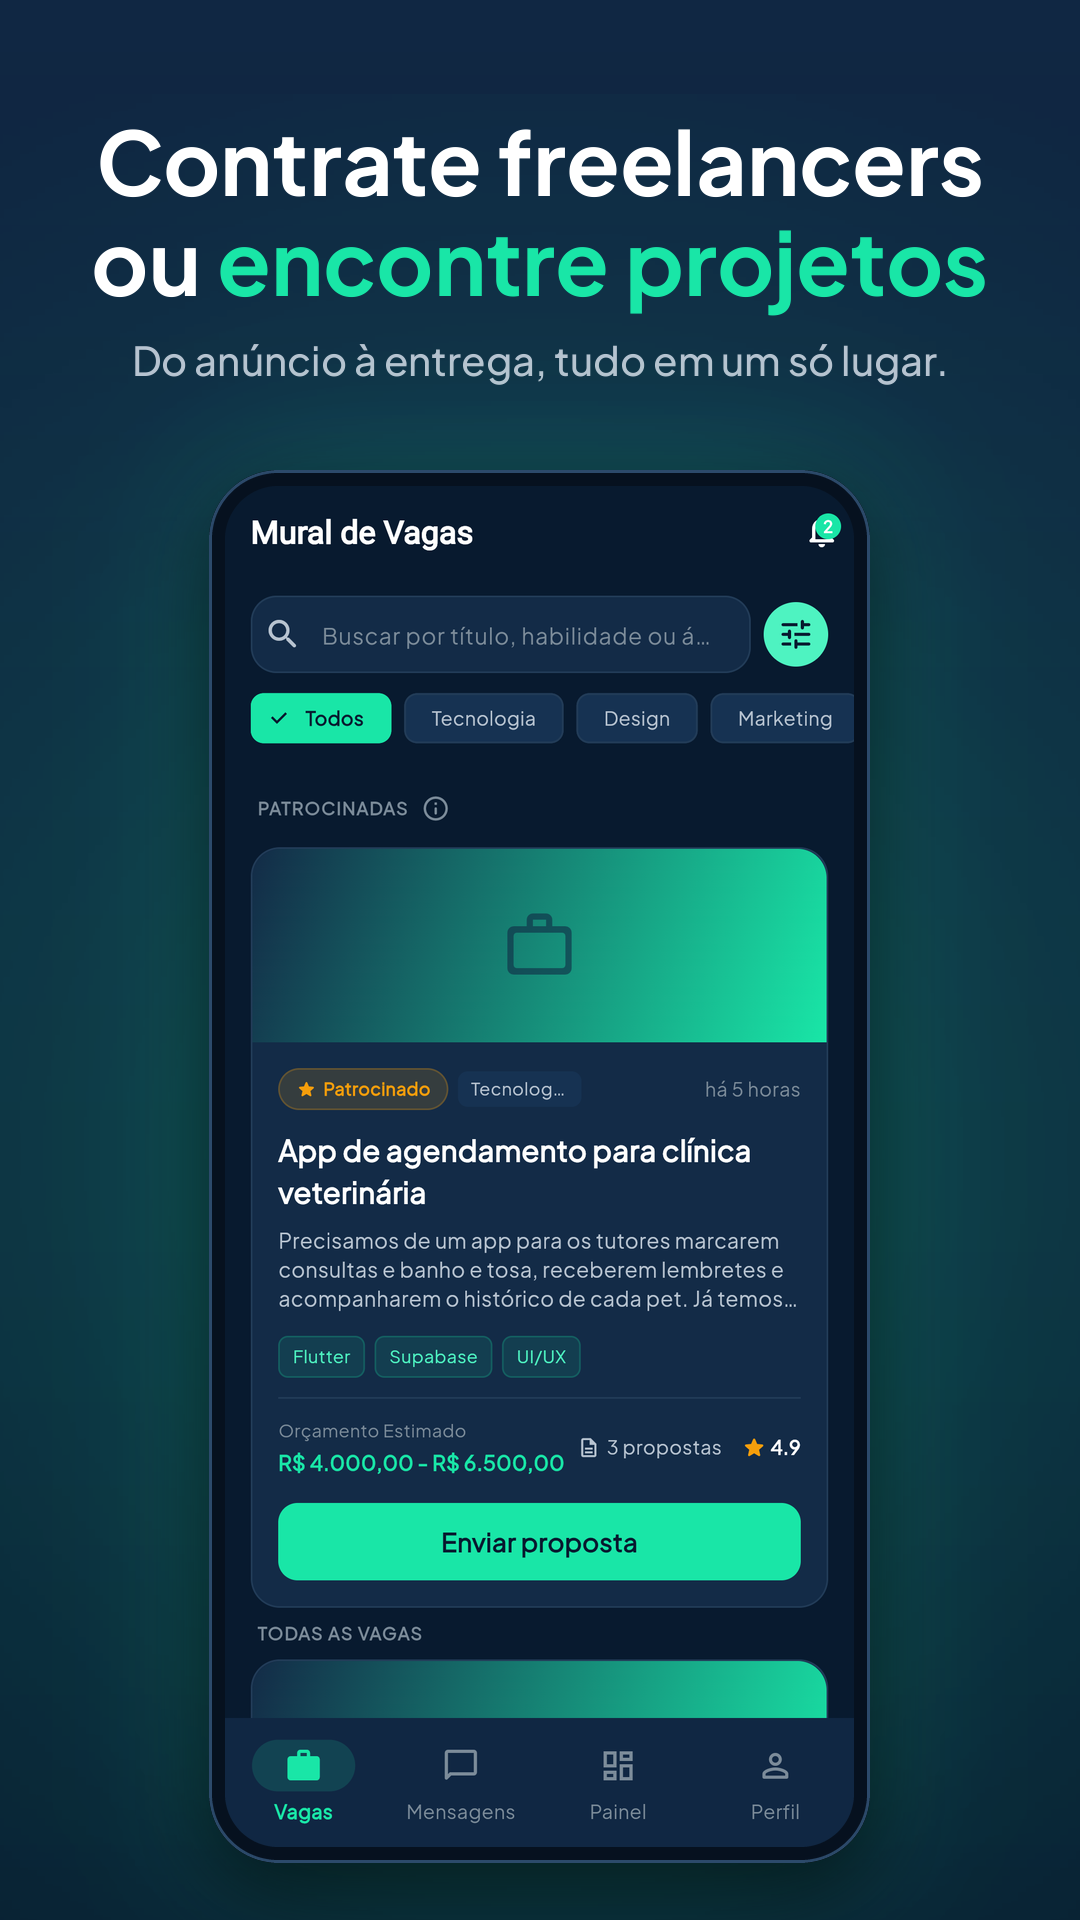 Contrate freelancers
ou encontre projetos
Do anúncio à entrega, tudo em um só lugar.
Mural de Vagas
2
Buscar por título, habilidade ou á...
Todos
Tecnologia
Design
Marketing
PATROCINADAS
Patrocinado
Tecnolog...
há 5 horas
App de agendamento para clínica
veterinária
Precisamos de um app para os tutores marcarem
consultas e banho e tosa, receberem lembretes e
acompanharem o histórico de cada pet. Já temos...
Flutter
Supabase
UI/UX
Orçamento Estimado
R$ 4.000,00 - R$ 6.500,00
3 propostas
4.9
Enviar proposta
TODAS AS VAGAS
Vagas
Mensagens
Painel
Perfil